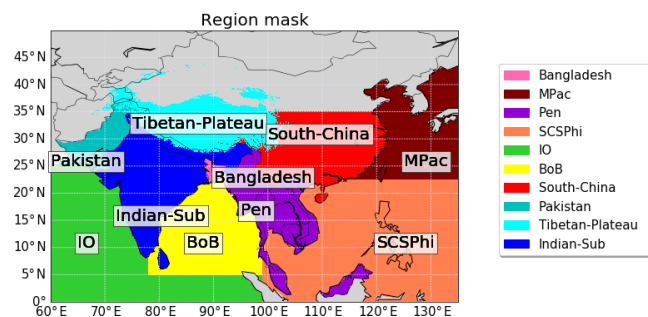 Region mask
45°N
40°N
35°N
30°N
25°N
20°N
15°N
10°N
5°N
0°
60°E
70°E
80°E
90°E
100°E
110°E
120°E
130°E
Tibetan-Plateau
South-China
Pakistan
MPac
Bangladesh
Indian-Sub
Pen
IO
BoB
SCSPhi
Bangladesh
MPac
Pen
SCSPhi
IO
BoB
South-China
Pakistan
Tibetan-Plateau
Indian-Sub